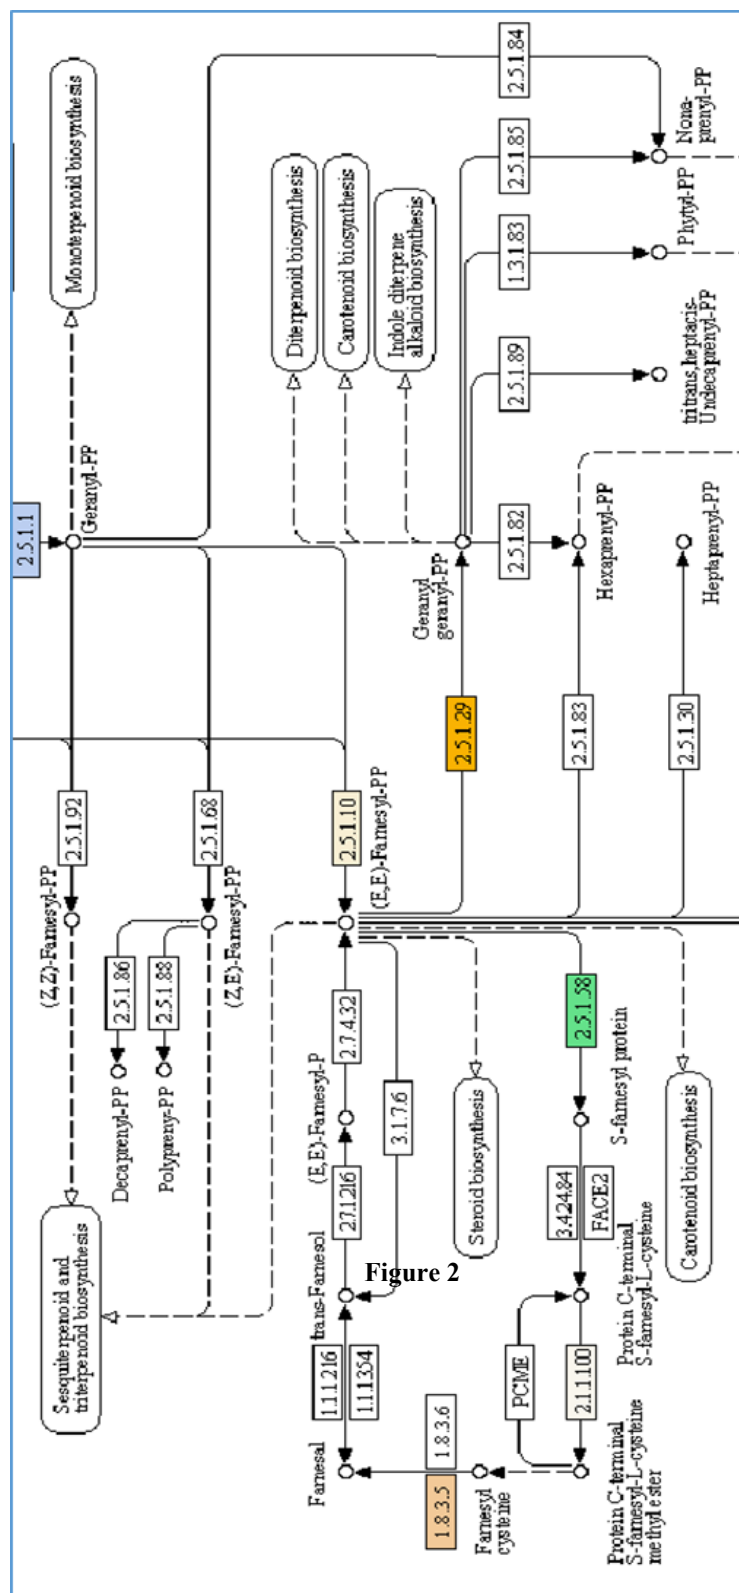 2.5.1.84
2.5.1.85
Nona-
prenyl-PP
1.3.1.83
Phytyl-PP
2.5.1.89
tritrans,heptacis-
Undecaprenyl-PP
Monoterpenoid biosynthesis
Diterpenoid biosynthesis
Carotenoid biosynthesis
Indole diterpene
alkaloid biosynthesis
2.5.1.1
Geranyl-PP
Geranyl
geranyl-PP
2.5.1.82
Hexaprenyl-PP
Heptaprenyl-PP
2.5.1.29
2.5.1.83
2.5.1.30
2.5.1.92
2.5.1.68
2.5.1.10
(Z,Z)-Farnesyl-PP
(Z,E)-Farnesyl-PP
(E,E)-Farnesyl-PP
2.5.1.86
2.5.1.88
Decaprenyl-PP
Polypreny-PP
2.7.4.32
(E,E)-Farnesyl-P
3.1.7.6
2.5.1.58
S-farnesyl protein
Steroid biosynthesis
Carotenoid biosynthesis
2.7.1.216
trans-Farnesol
3.4.24.84
FACE2
Protein C-terminal
S-farnesyl-L-cysteine
Sesquiterpenoid and
triterpenoid biosynthesis
Figure 2
1.1.1.216
1.1.1.354
Farnesal
PCME
2.1.1.100
1.8.3.6
1.8.3.5
Farnesyl
cysteine
Protein C-terminal
S-farnesyl-L-cysteine
methyl ester